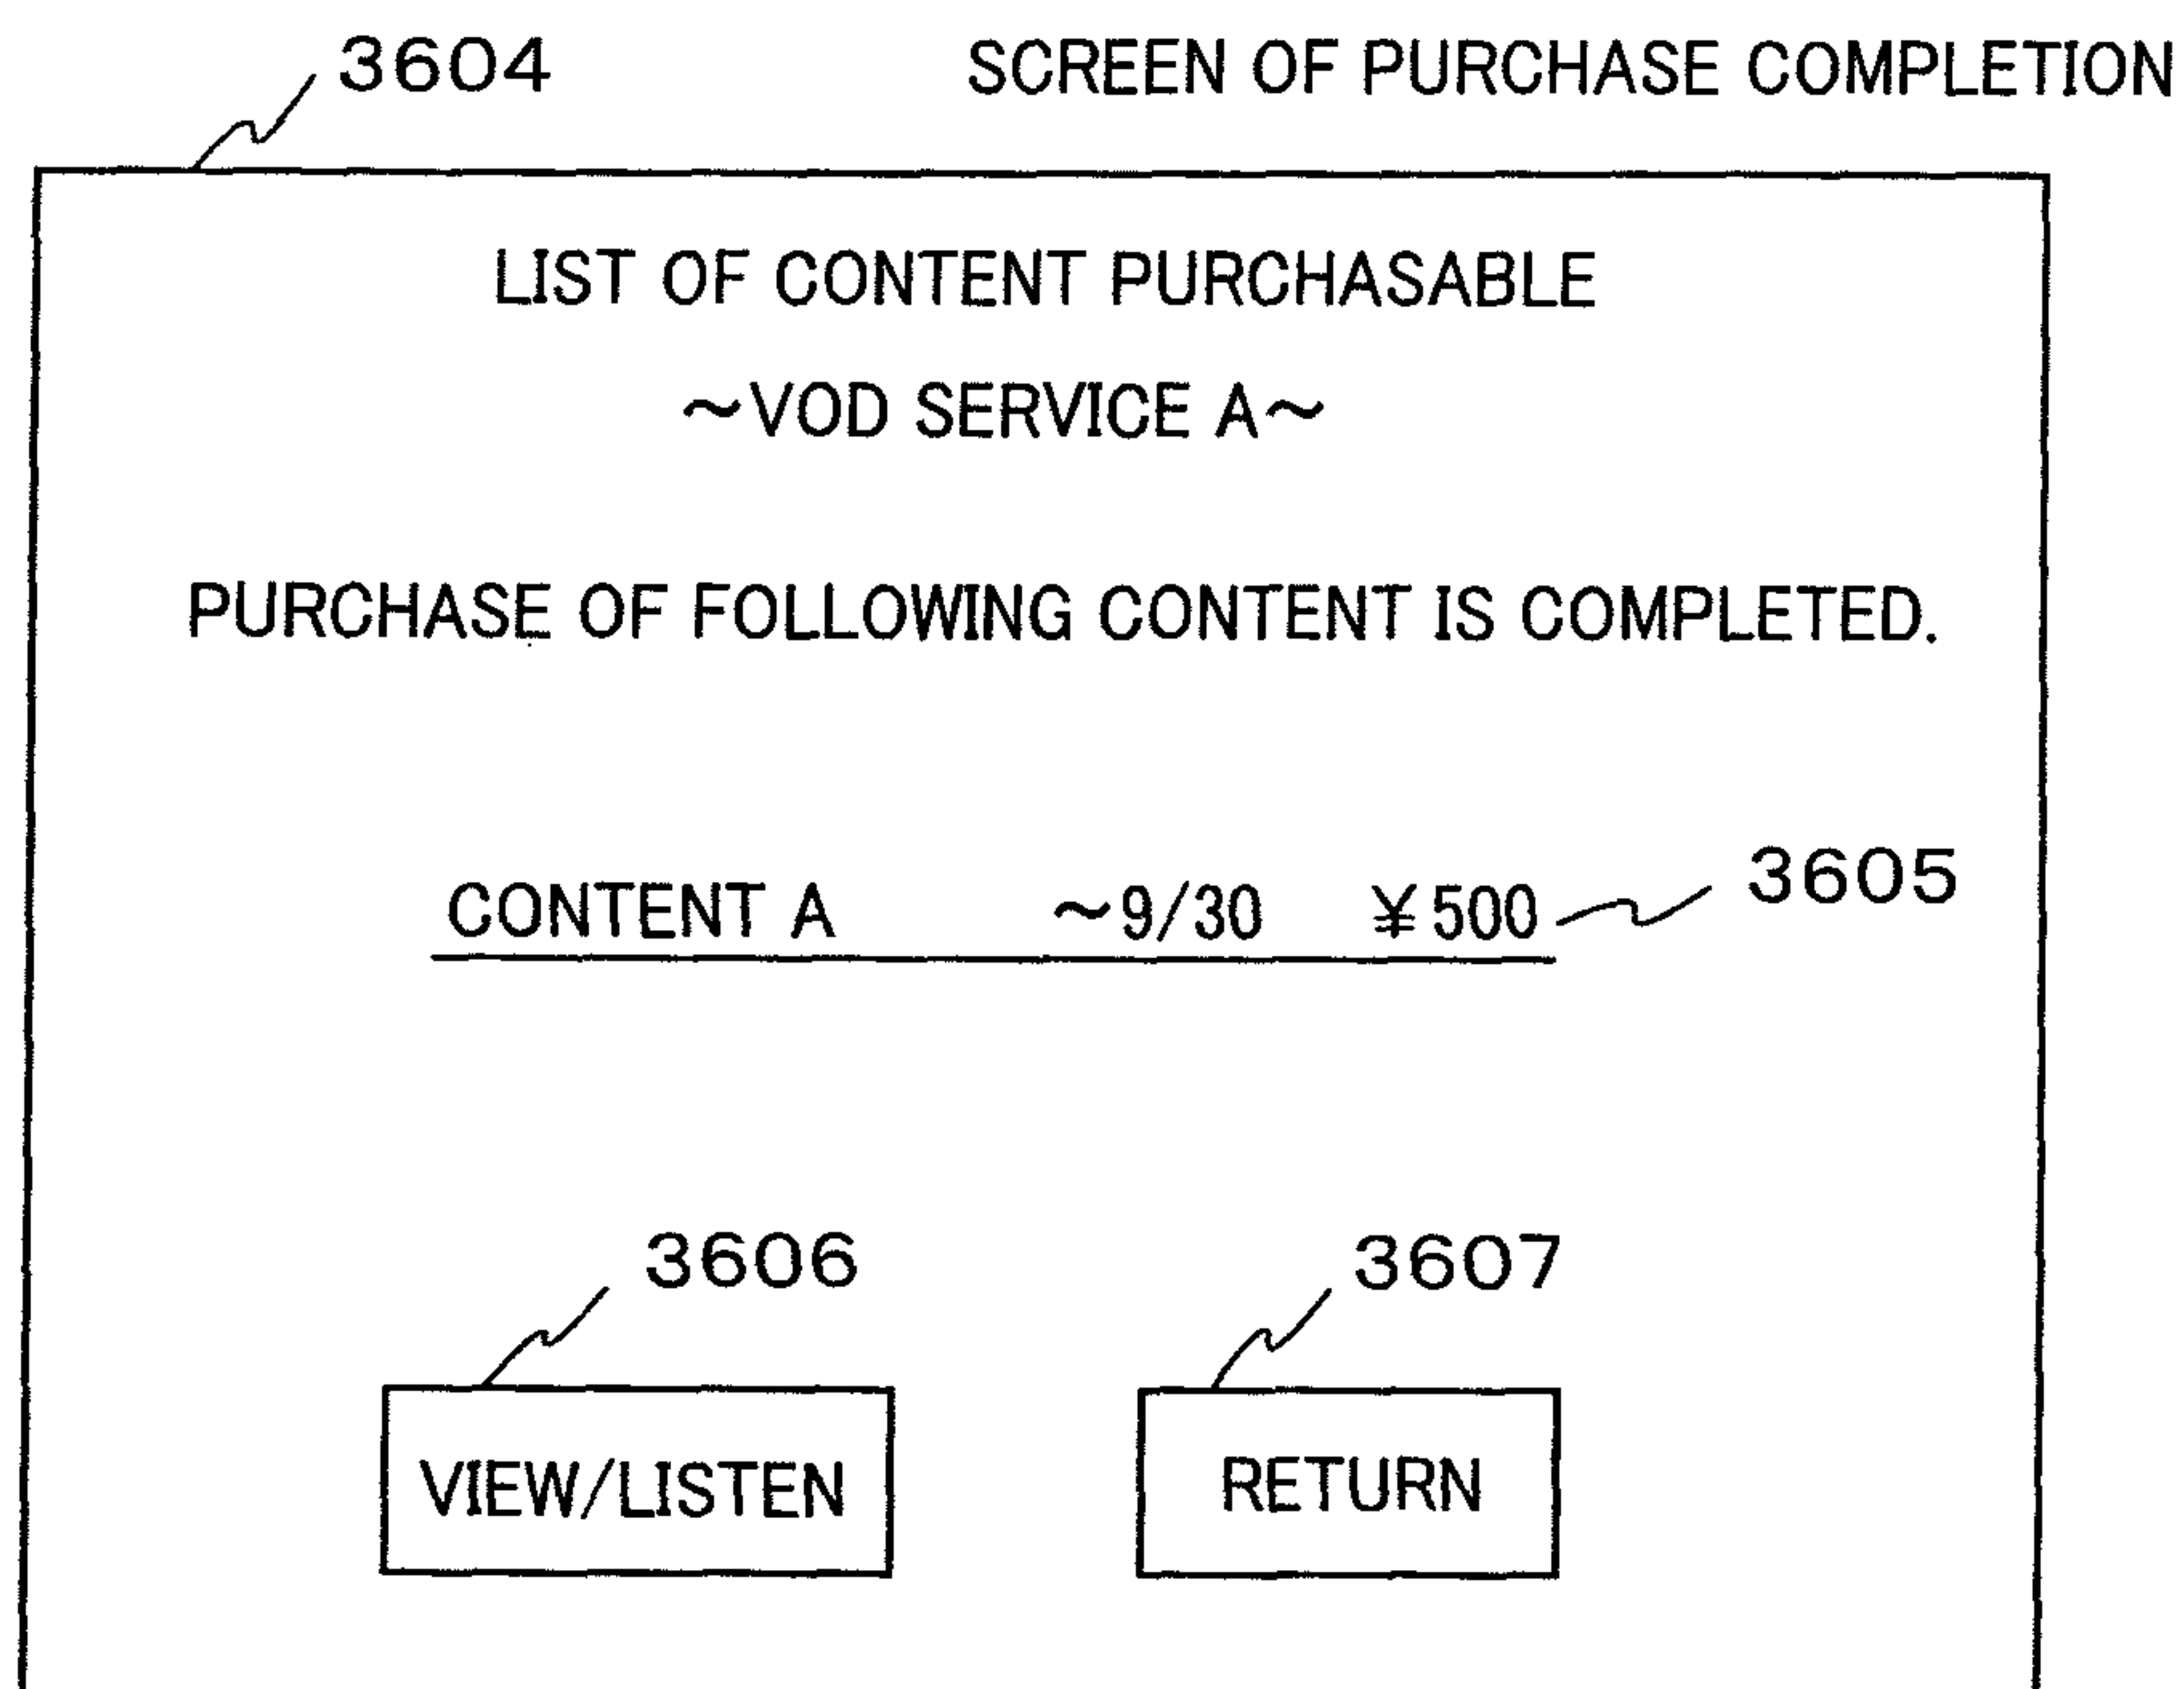 3604 SCREEN OF PURCHASE COMPLETION
LIST OF CONTENT PURCHASABLE
～VOD SERVICE A～
PURCHASE OF FOLLOWING CONTENT IS COMPLETED.
CONTENT A ～9/30 ¥500 3605
3606 3607
VIEW/LISTEN RETURN